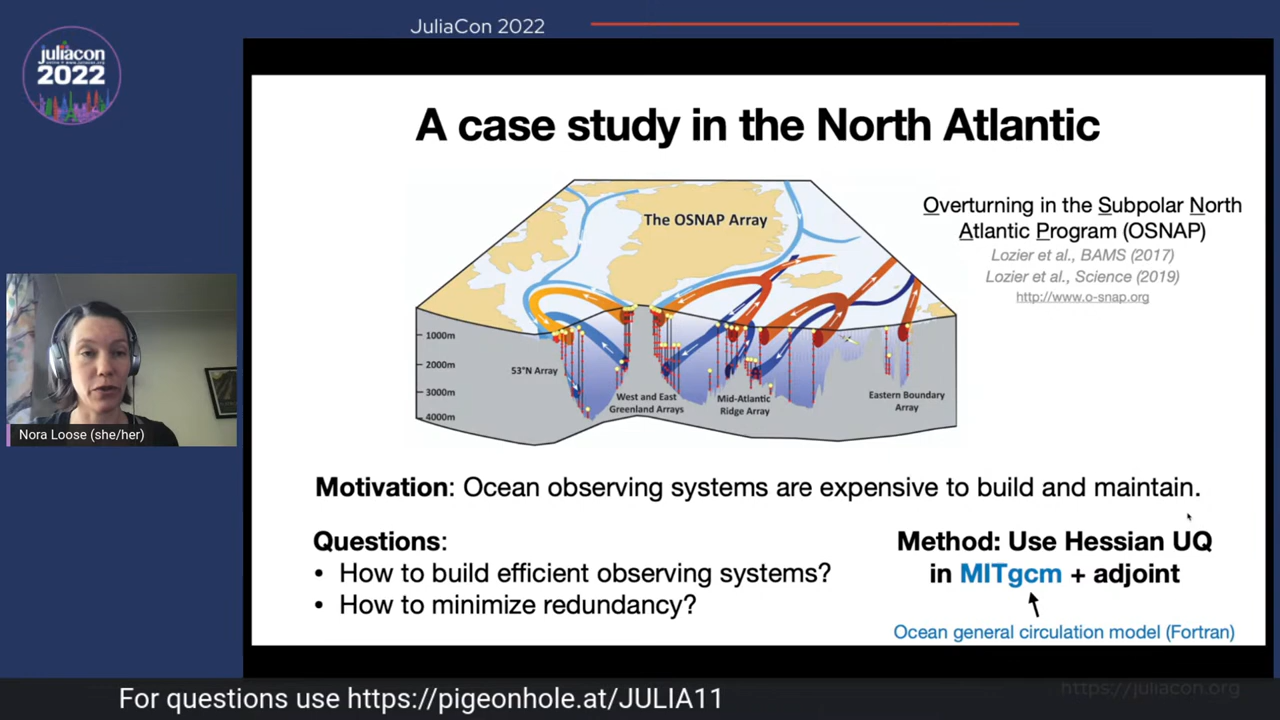 JuliaCon 2022
juliacon
2022
A case study in the North Atlantic
The OSNAP Array
1000m
2000m
3000m
4000m
53°N Array
West and East
Greenland Arrays
Mid-Atlantic
Ridge Array
Eastern Boundary
Array
Overturning in the Subpolar North
Atlantic Program (OSNAP)
Lozier et al., BAMS (2017)
Lozier et al., Science (2019)
http://www.o-snap.org
Nora Loose (she/her)
Motivation: Ocean observing systems are expensive to build and maintain.
Questions:
• How to build efficient observing systems?
• How to minimize redundancy?
Method: Use Hessian UQ
in MITgcm + adjoint
Ocean general circulation model (Fortran)
For questions use https://pigeonhole.at/JULIA11
https://juliacon.org